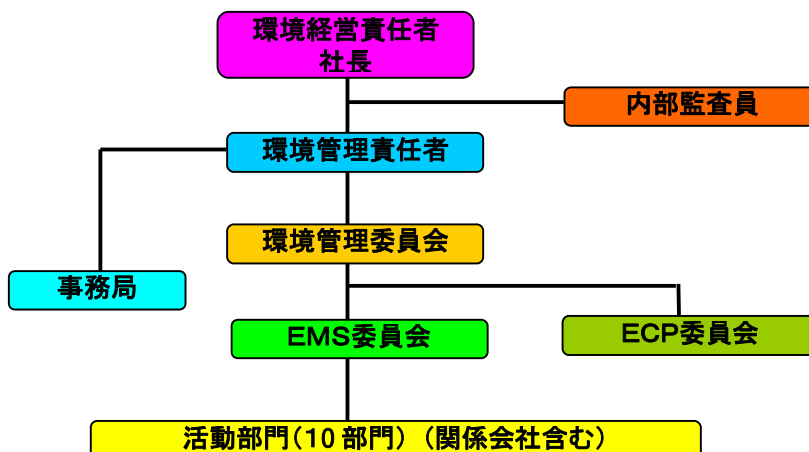 環境経営責任者
社長
内部監査員
環境管理責任者
環境管理委員会
事務局
EMS委員会
ECP委員会
活動部門(10部門)(関係会社含む)